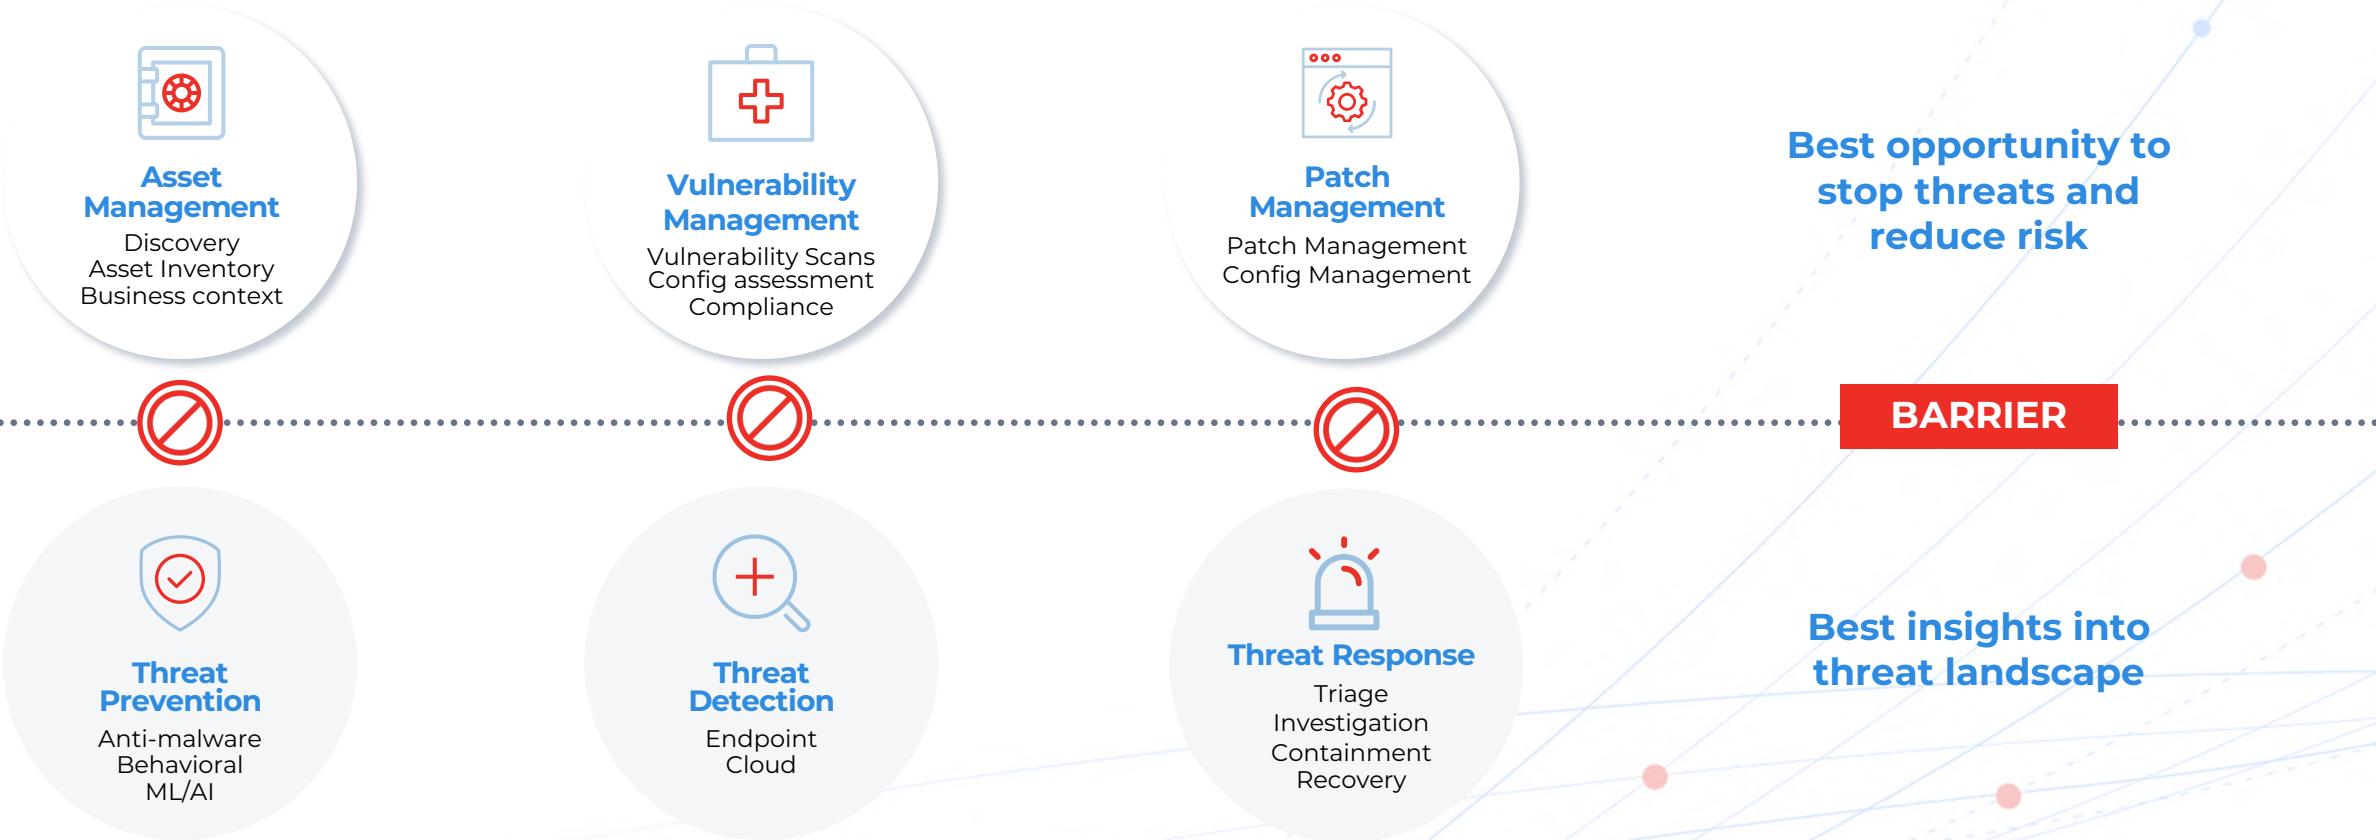 Asset
Management
Discovery
Asset Inventory
Business context
Vulnerability
Management
Vulnerability Scans
Config assessment
Compliance
Patch
Management
Patch Management
Config Management
Best opportunity to
stop threats and
reduce risk
BARRIER
Threat
Prevention
Anti-malware
Behavioral
ML/AI
Threat
Detection
Endpoint
Cloud
Threat Response
Triage
Investigation
Containment
Recovery
Best insights into
threat landscape